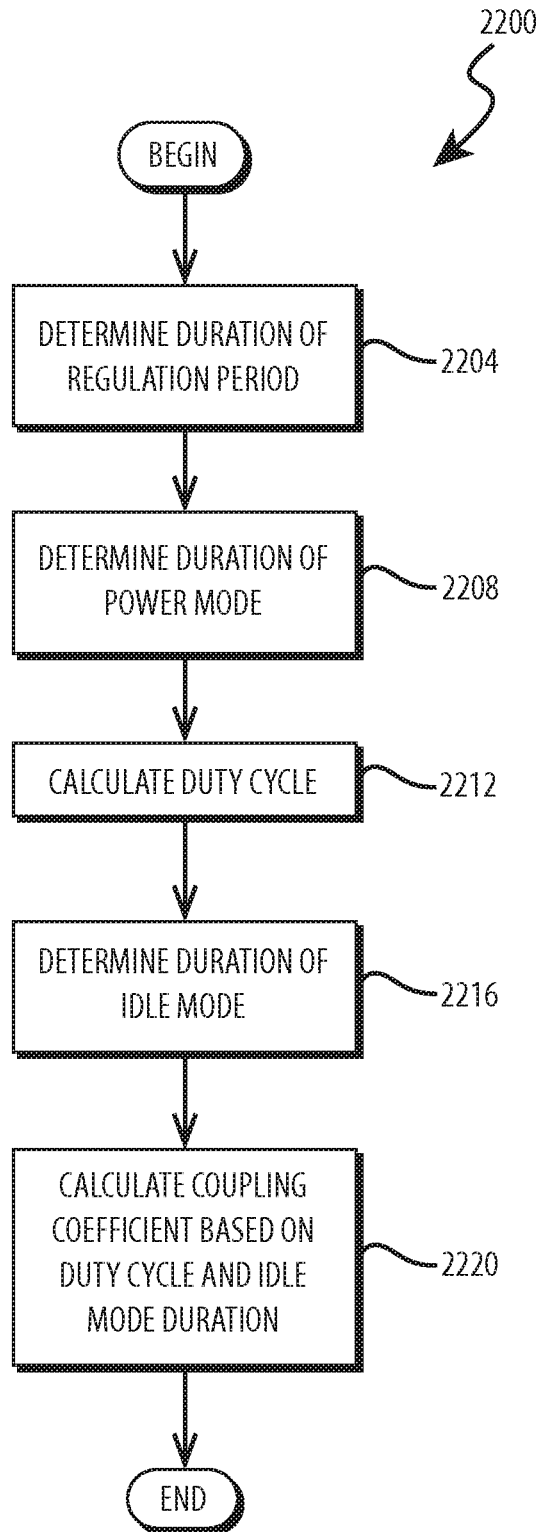 2200
BEGIN
DETERMINE DURATION OF
REGULATION PERIOD
2204
DETERMINE DURATION OF
POWER MODE
2208
CALCULATE DUTY CYCLE
2212
DETERMINE DURATION OF
IDLE MODE
2216
CALCULATE COUPLING
COEFFICIENT BASED ON
DUTY CYCLE AND IDLE
MODE DURATION
2220
END